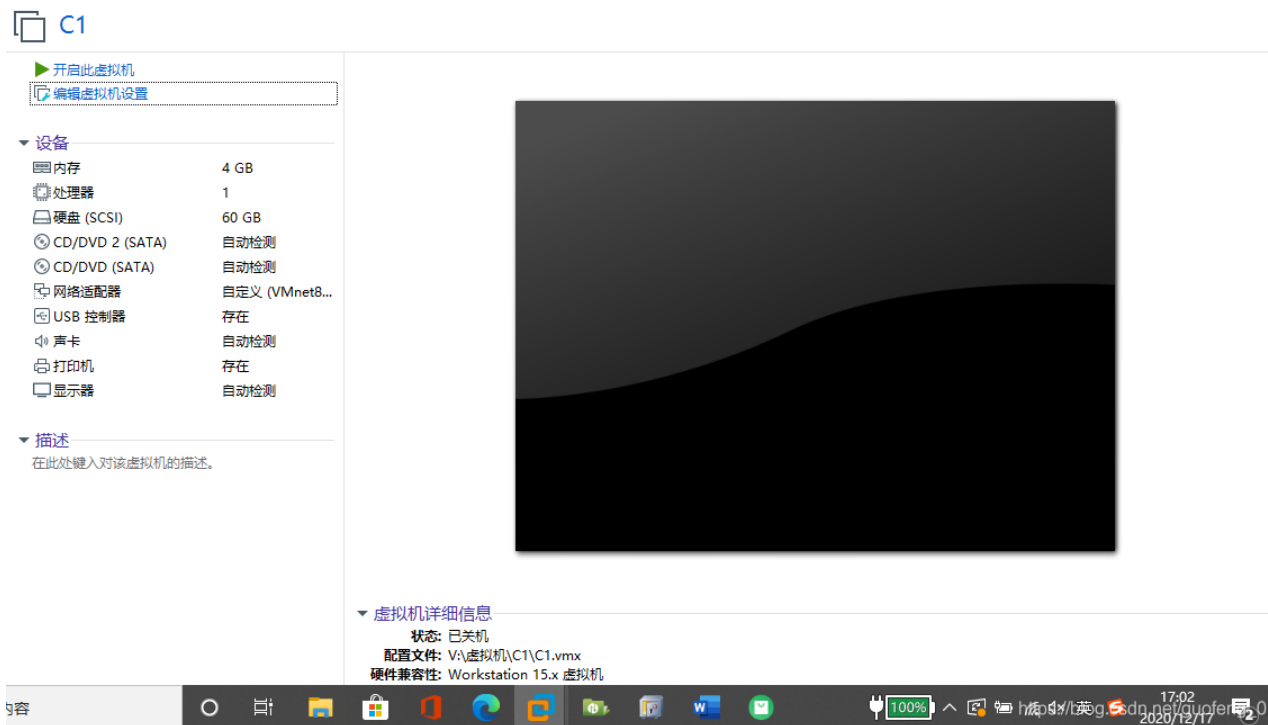 C1
开启此虚拟机
编辑虚拟机设置
设备
内存 4 GB
处理器 1
硬盘 (SCSI) 60 GB
CD/DVD 2 (SATA) 自动检测
CD/DVD (SATA) 自动检测
网络适配器 自定义 (VMnet8...
USB 控制器 存在
声卡 自动检测
打印机 存在
显示器 自动检测
描述
在此处键入对该虚拟机的描述。
虚拟机详细信息
状态: 已关机
配置文件: V:\虚拟机\C1\C1.vmx
硬件兼容性: Workstation 15.x 虚拟机
内容
100%
英
17:02
2020/12/17
2